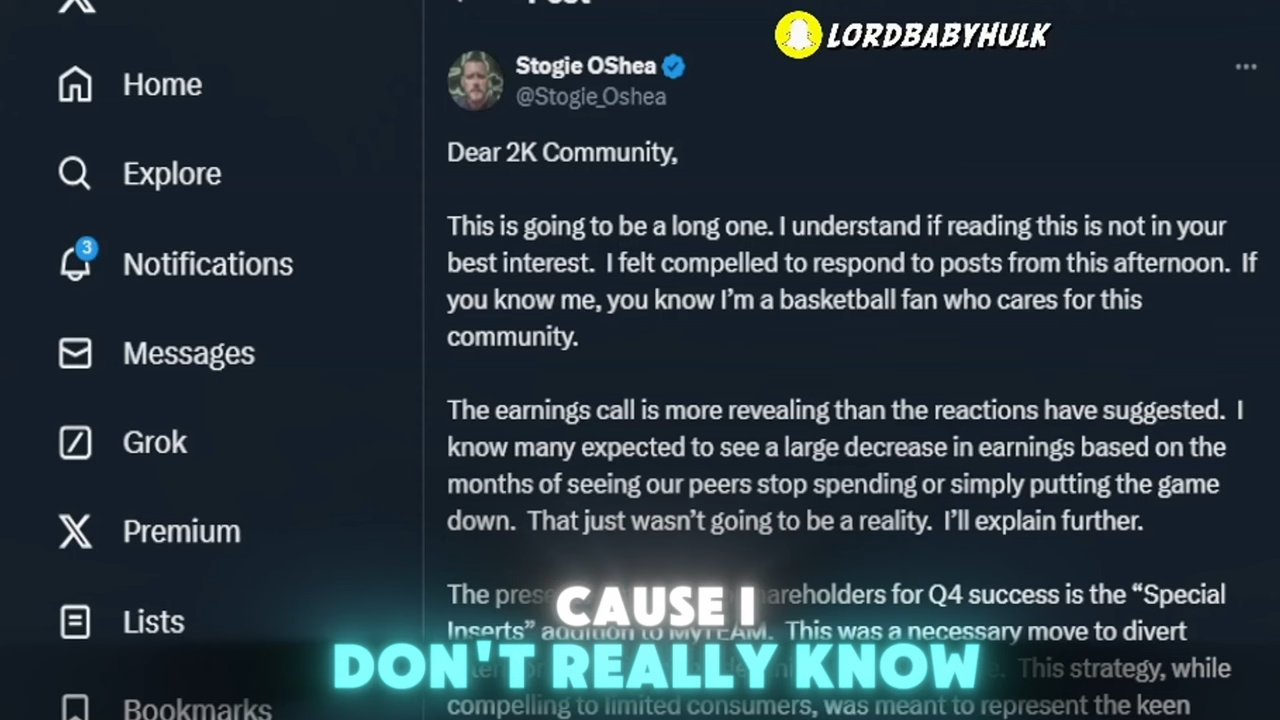 Post
LORDBABYHULK
Home
Explore
3
Notifications
Messages
Grok
Premium
Lists
Bookmarks
Stogie OShea
@Stogie_Oshea
Dear 2K Community,
This is going to be a long one. I understand if reading this is not in your
best interest. I felt compelled to respond to posts from this afternoon. If
you know me, you know I'm a basketball fan who cares for this
community.
The earnings call is more revealing than the reactions have suggested. I
know many expected to see a large decrease in earnings based on the
months of seeing our peers stop spending or simply putting the game
down. That just wasn't going to be a reality. I'll explain further.
The shareholders for Q4 success is the “Special
Inserts” addition to MyTEAM. This was a necessary move to divert
This strategy, while
compelling to limited consumers, was meant to represent the keen
CAUSE I
DON'T REALLY KNOW